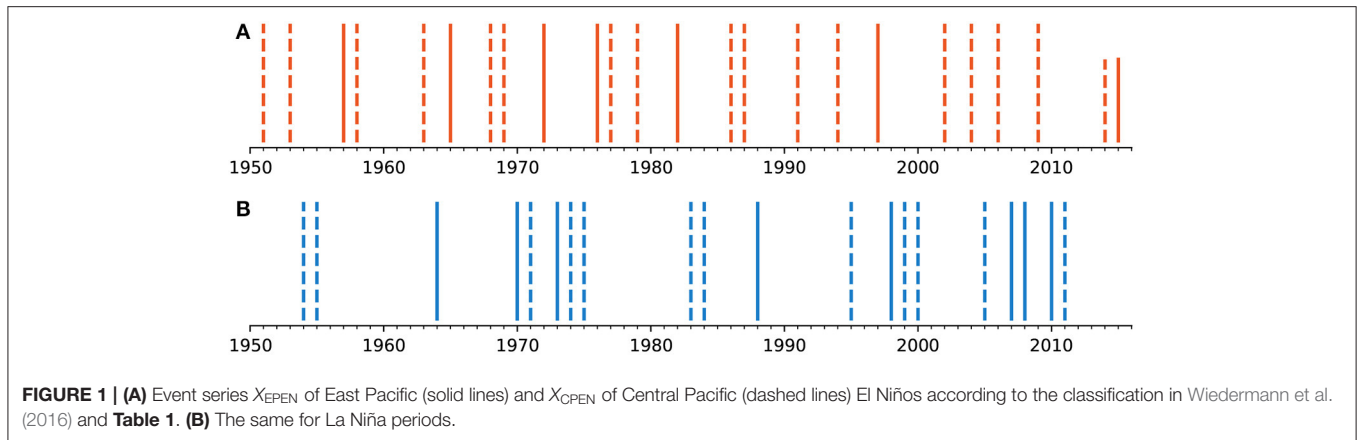 A
1950 1960 1970 1980 1990 2000 2010
B
1950 1960 1970 1980 1990 2000 2010
FIGURE 1 | (A) Event series XEPEN of East Pacific (solid lines) and XCPEN of Central Pacific (dashed lines) El Niños according to the classification in Wiedermann et al.
(2016) and Table 1. (B) The same for La Niña periods.